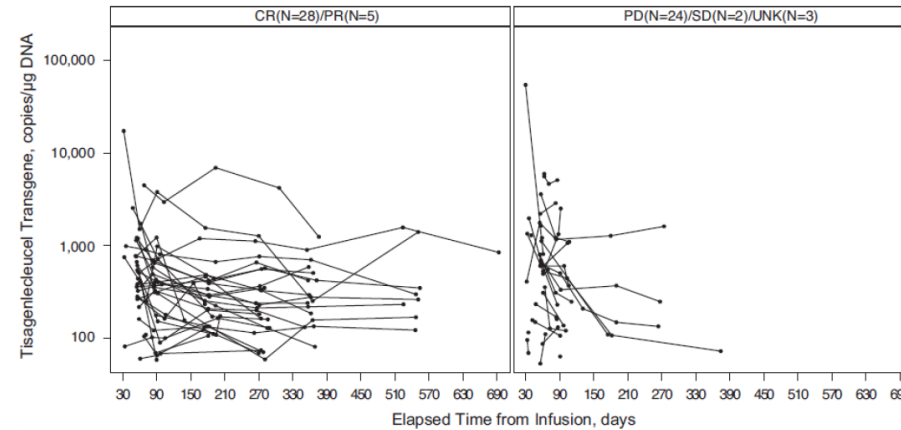 CR(N=28)/PR(N=5)
PD(N=24)/SD(N=2)/UNK(N=3)
Tisagenlecleucel Transgene, copies/µg DNA
100,000
10,000
1,000
100
30 90 150 210 270 330 390 450 510 570 630 690
30 90 150 210 270 330 390 450 510 570 630 690
Elapsed Time from Infusion, days